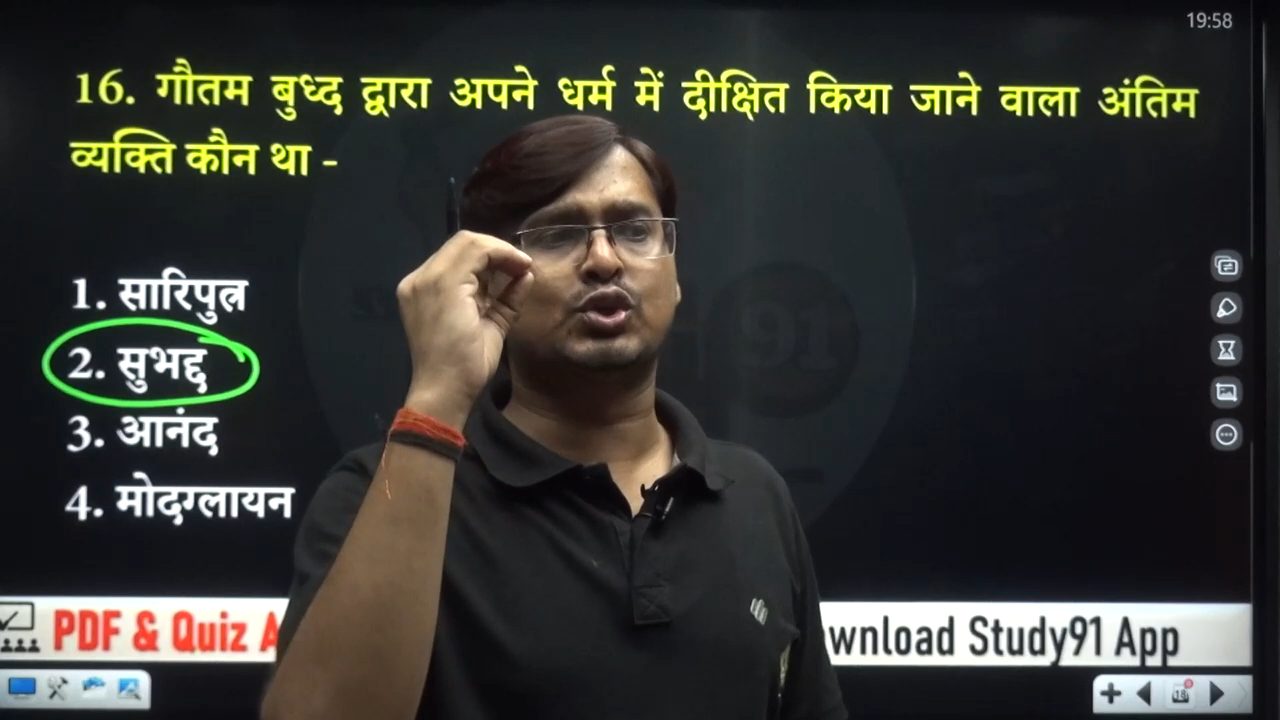 19:58
16. गौतम बुध्द द्वारा अपने धर्म में दीक्षित किया जाने वाला अंतिम
व्यक्ति कौन था -
1. सारिपुत्र
2. सुभद्द
3. आनंद
4. मोदग्लायन
91
PDF & Quiz
Study91 App